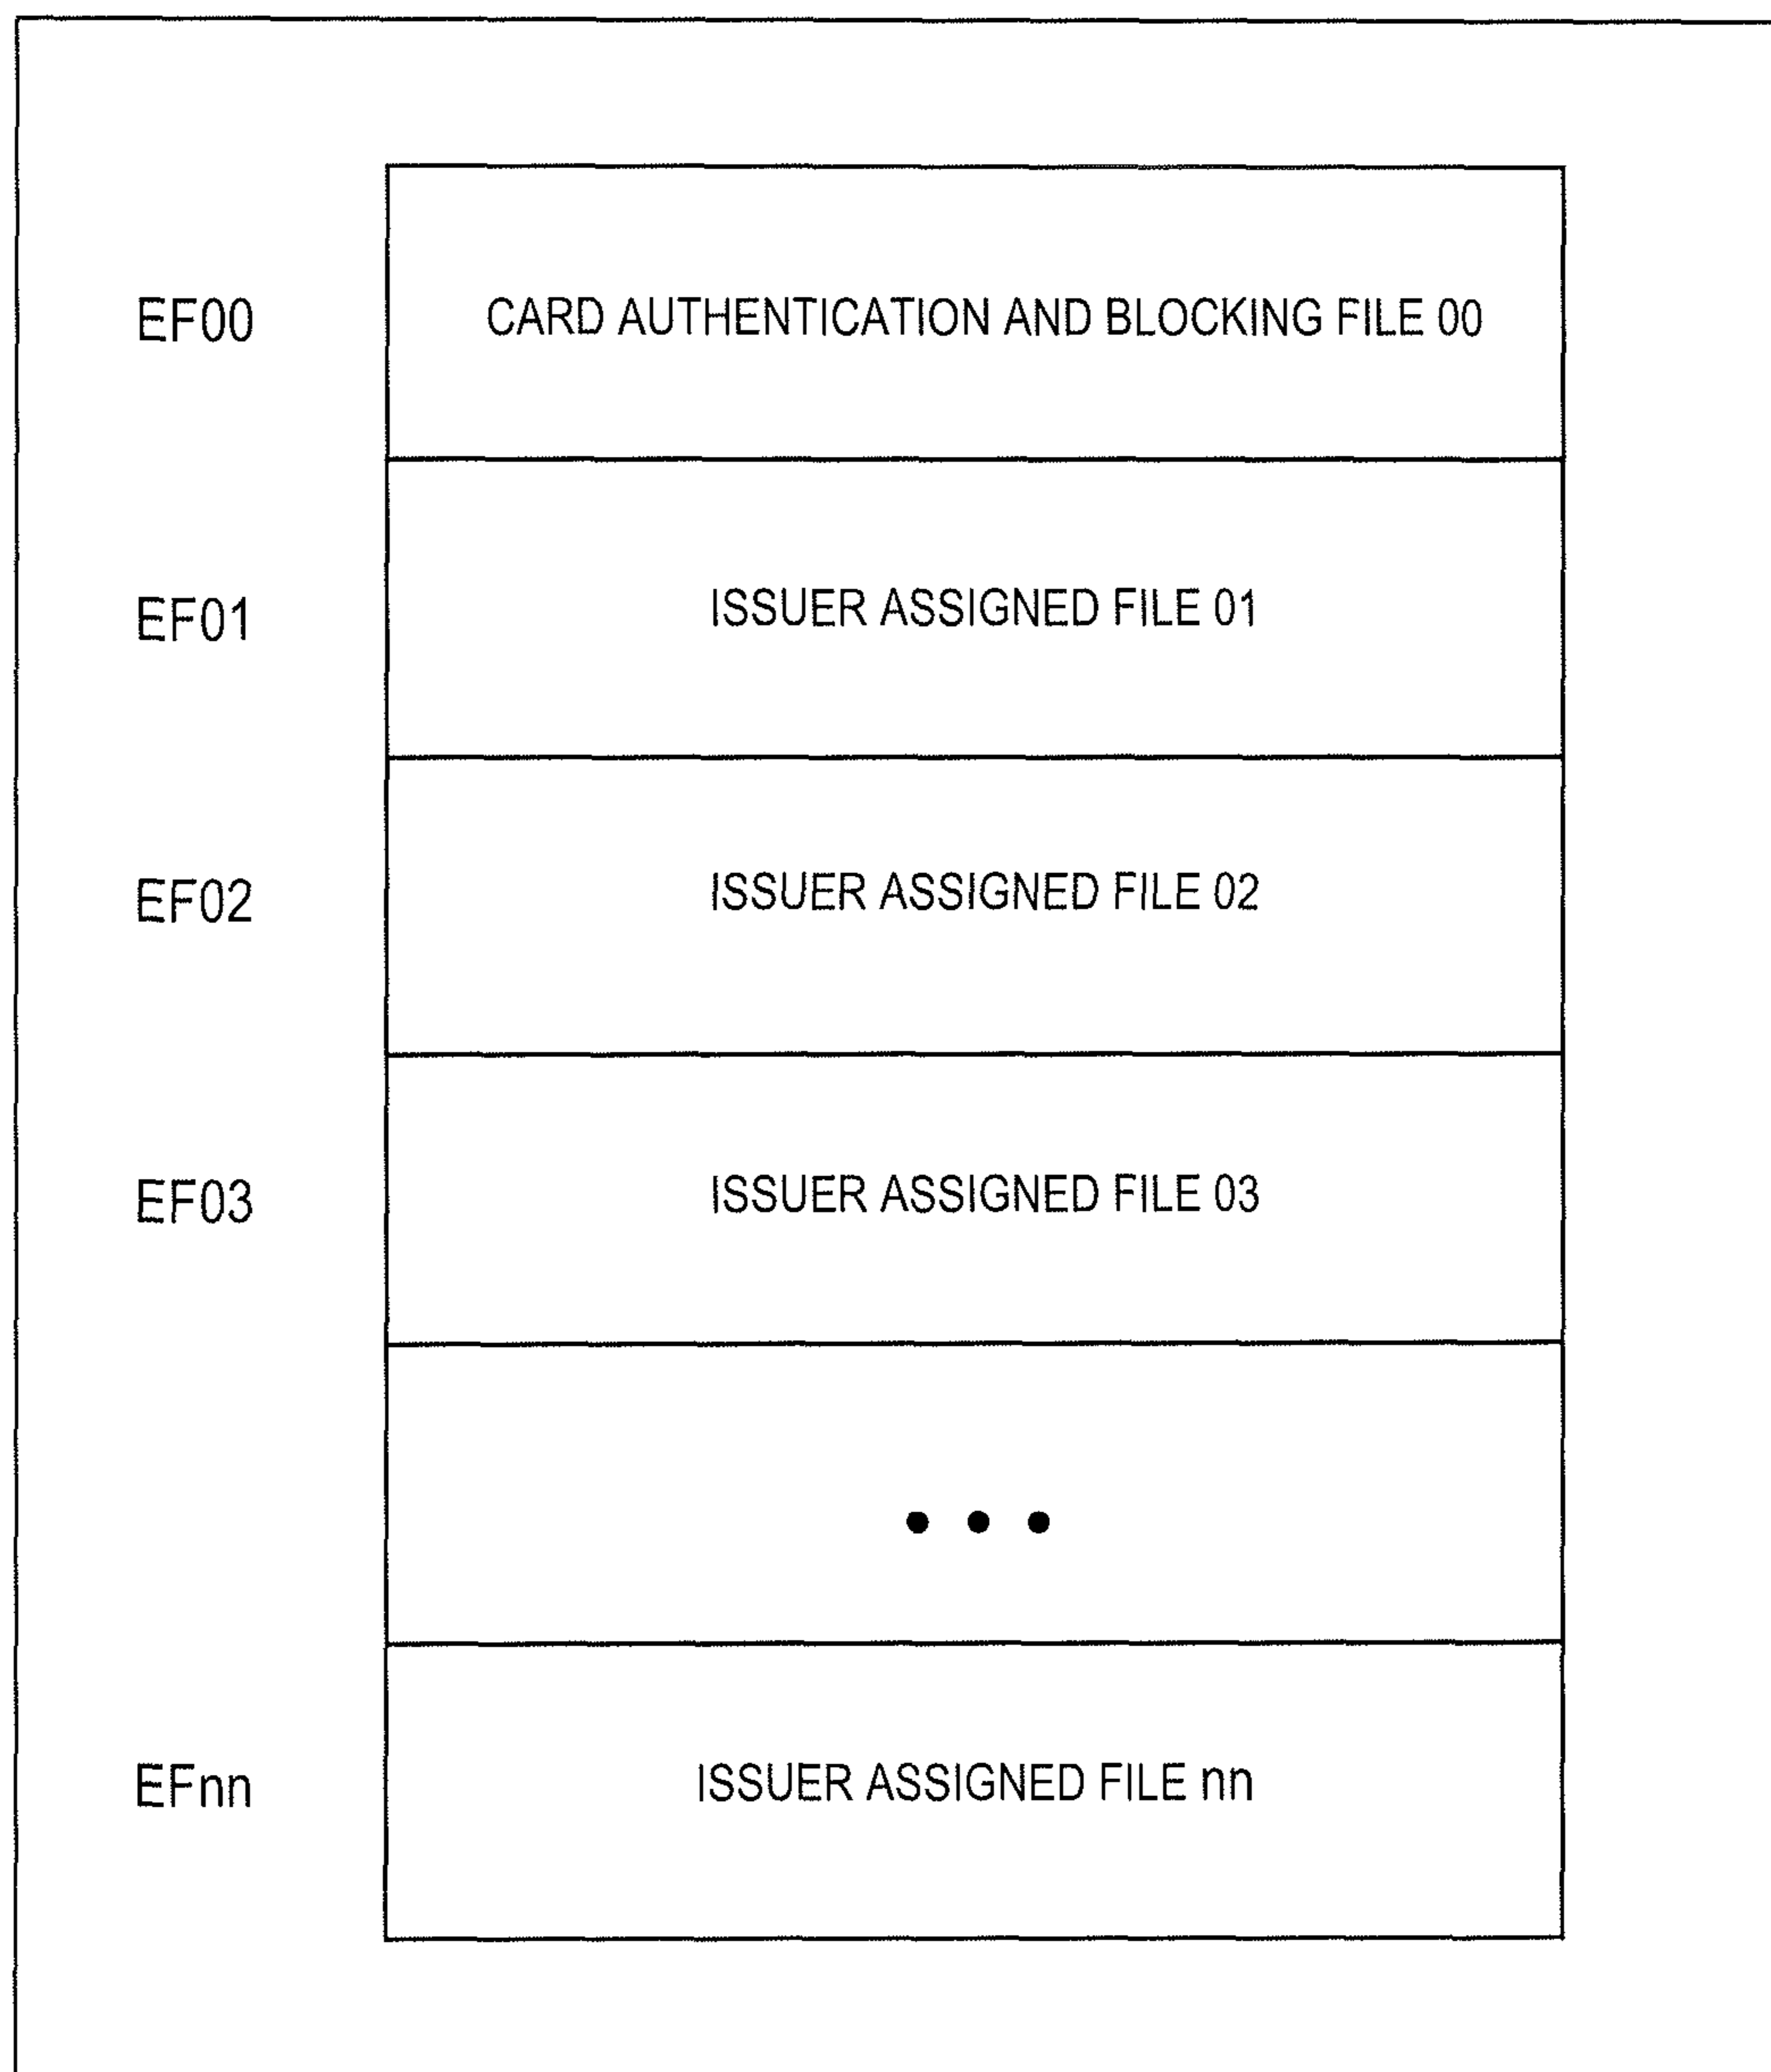 EF00 CARD AUTHENTICATION AND BLOCKING FILE 00
EF01 ISSUER ASSIGNED FILE 01
EF02 ISSUER ASSIGNED FILE 02
EF03 ISSUER ASSIGNED FILE 03
• • •
EFnn ISSUER ASSIGNED FILE nn